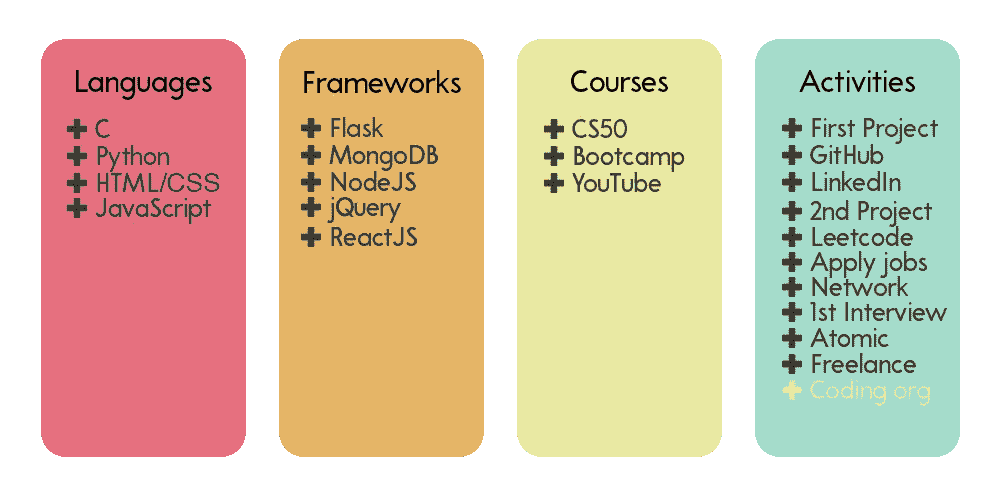 Languages
C
Python
HTML/CSS
JavaScript
Frameworks
Flask
MongoDB
NodeJS
jQuery
ReactJS
Courses
CS50
Bootcamp
YouTube
Activities
First Project
GitHub
LinkedIn
2nd Project
Leetcode
Apply jobs
Network
1st Interview
Atomic
Freelance
Coding org